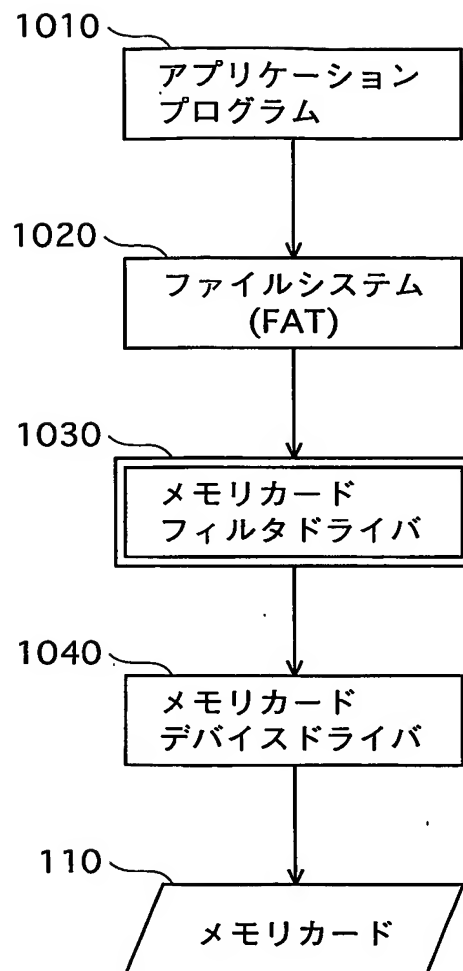 1010
アプリケーション
プログラム
1020
ファイルシステム
(FAT)
1030
メモリカード
フィルタドライバ
1040
メモリカード
デバイスドライバ
110
メモリカード